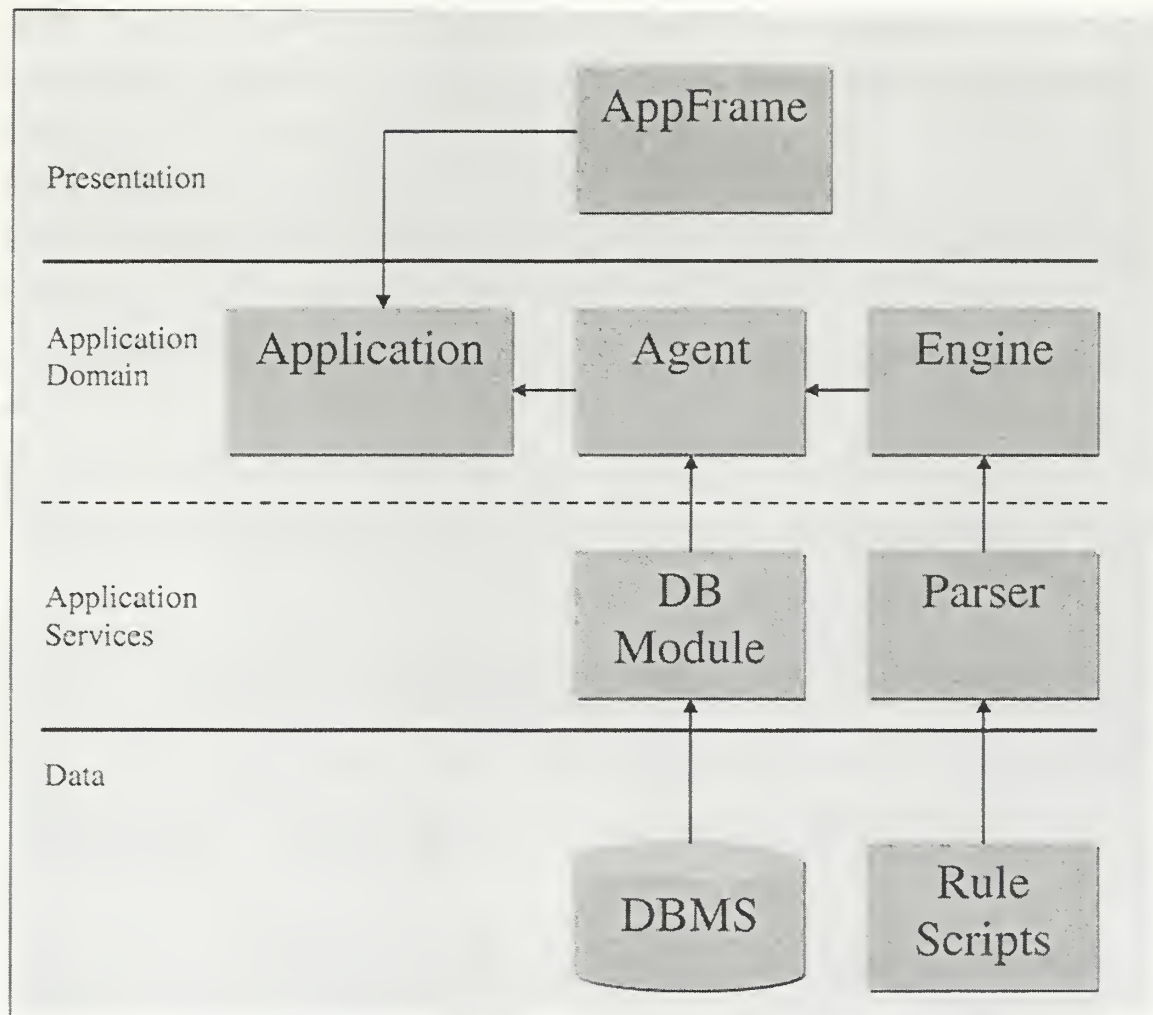 AppFrame
Presentation
Application
Domain
Application
Agent
Engine
Application
Services
DB
Module
Parser
Data
DBMS
Rule
Scripts